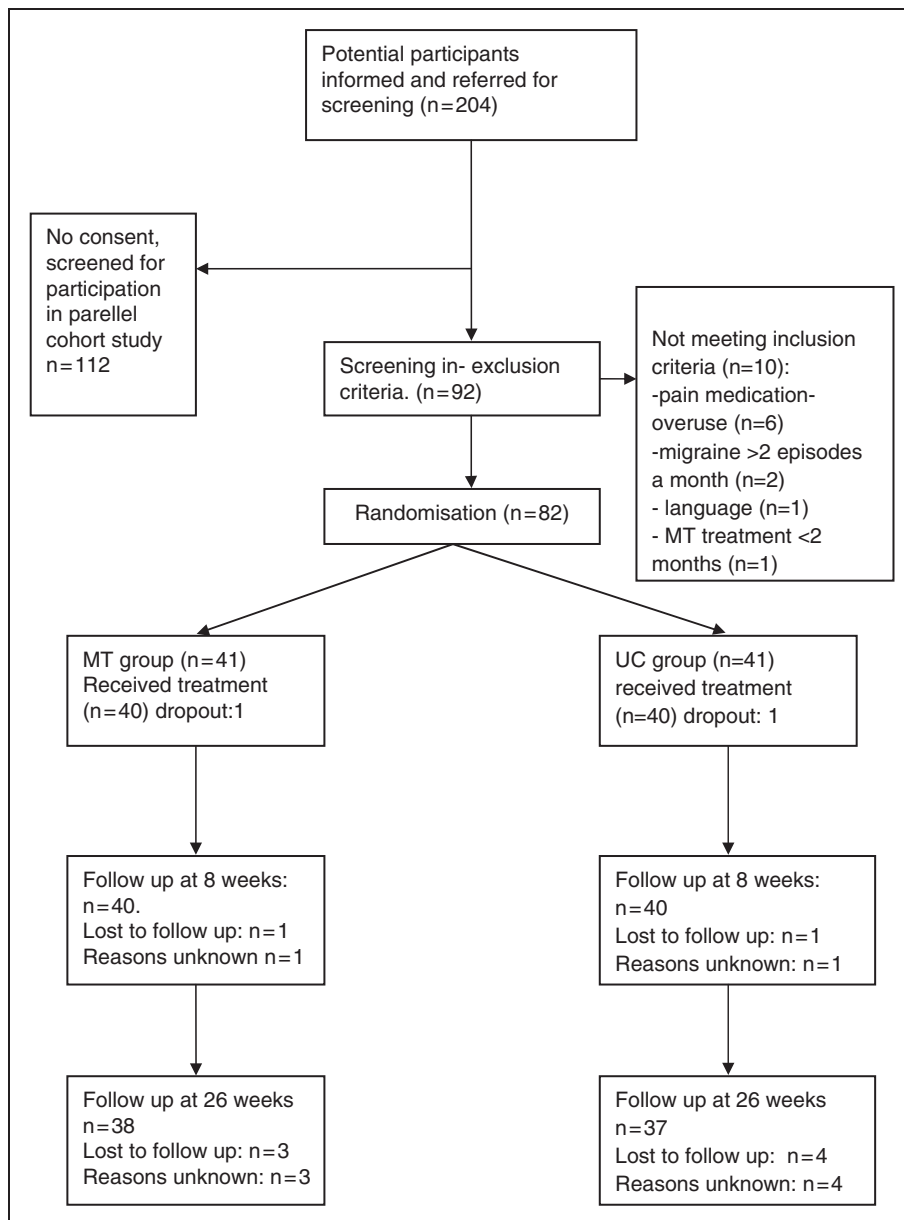 Potential participants
informed and referred for
screening (n=204)
No consent,
screened for
participation
in parellel
cohort study
n=112
Screening in- exclusion
criteria. (n=92)
Not meeting inclusion
criteria (n=10):
-pain medication-
overuse (n=6)
-migraine >2 episodes
a month (n=2)
- language (n=1)
- MT treatment <2
months (n=1)
Randomisation (n=82)
MT group (n=41)
Received treatment
(n=40) dropout:1
UC group (n=41)
received treatment
(n=40) dropout: 1
Follow up at 8 weeks:
n=40.
Lost to follow up: n=1
Reasons unknown n=1
Follow up at 8 weeks:
n=40
Lost to follow up: n=1
Reasons unknown: n=1
Follow up at 26 weeks
n=38
Lost to follow up: n=3
Reasons unknown: n=3
Follow up at 26 weeks
n=37
Lost to follow up: n=4
Reasons unknown: n=4